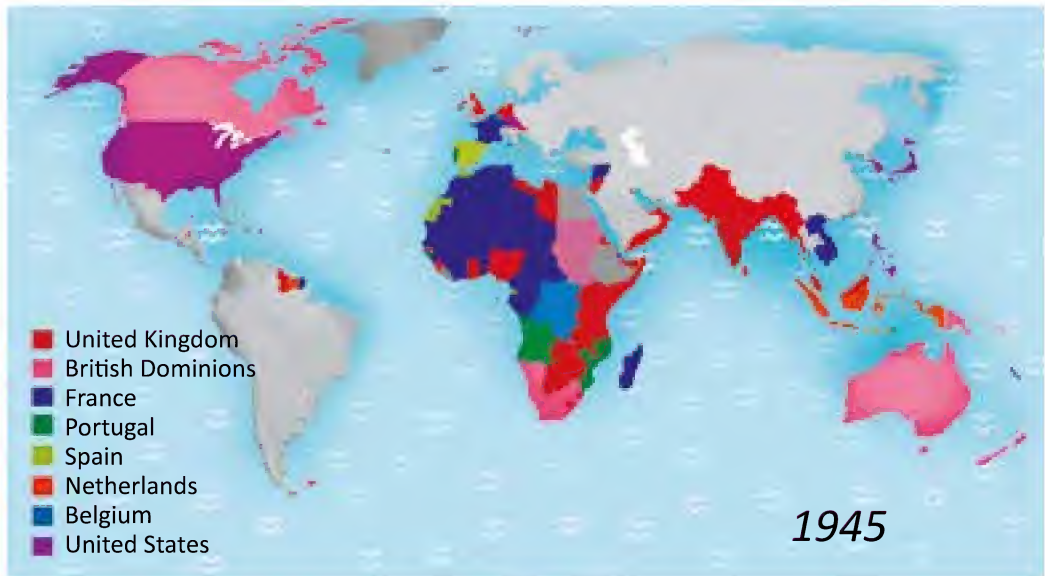 United Kingdom
British Dominions
France
Portugal
Spain
Netherlands
Belgium
United States
1945